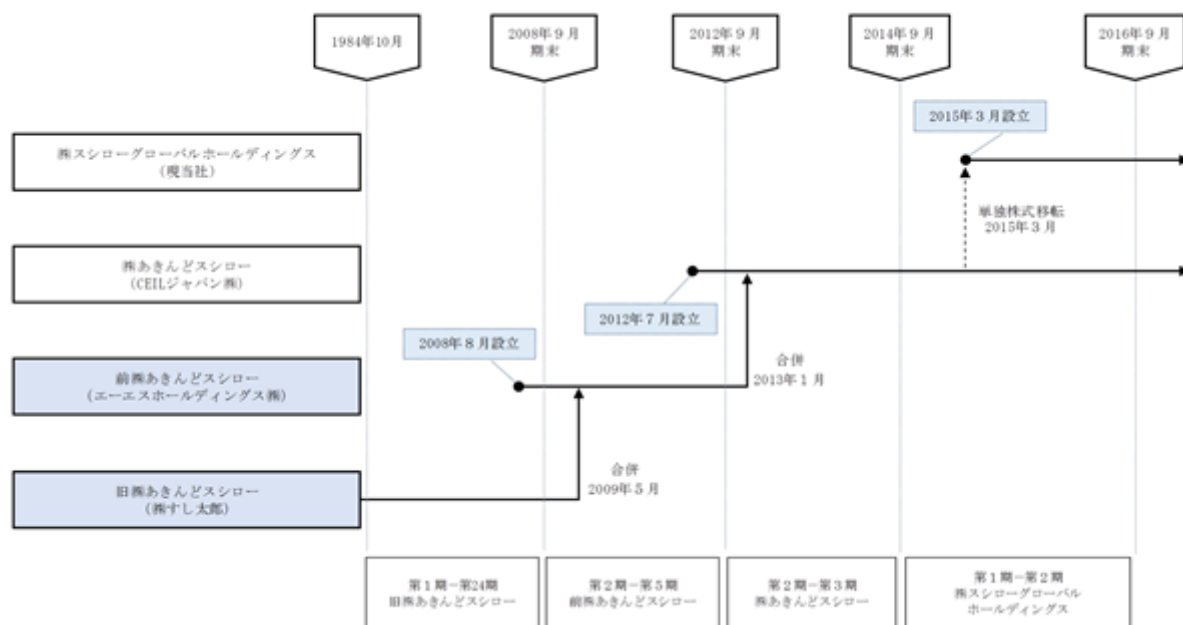 1984年10月
2008年9月
期末
2012年9月
期末
2014年9月
期末
2016年9月
期末
2015年3月設立
㈱スシローグローバルホールディングス
(現当社)
単独株式移転
2015年3月
㈱あきんどスシロー
(CEILジャパン㈱)
2012年7月設立
2008年8月設立
合併
2013年1月
前㈱あきんどスシロー
(エーエスホールディングス㈱)
合併
2009年5月
旧㈱あきんどスシロー
(㈱すし太郎)
第1期－第24期
旧㈱あきんどスシロー
第2期－第5期
前㈱あきんどスシロー
第2期－第3期
㈱あきんどスシロー
第1期－第2期
㈱スシローグローバル
ホールディングス